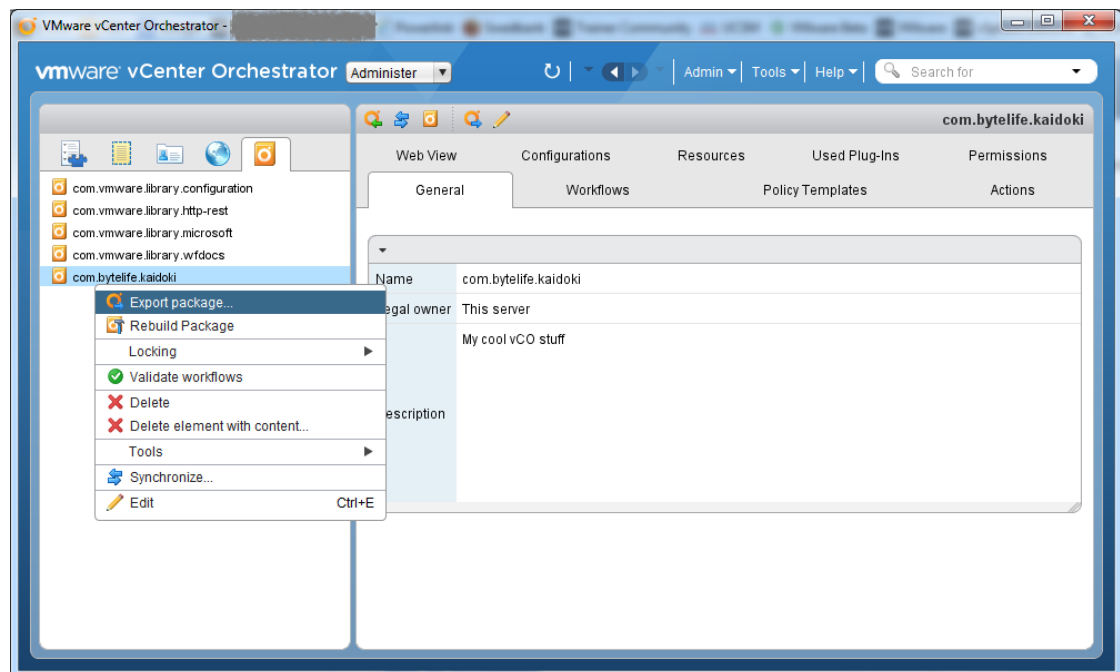 VMware vCenter Orchestrator -
vmware vCenter Orchestrator Administer Admin Tools Help Search for
com.bytelife.kaidoki
Web View Configurations Resources Used Plug-Ins Permissions
General Workflows Policy Templates Actions
com.vmware.library.configuration
com.vmware.library.http-rest
com.vmware.library.microsoft
com.vmware.library.wfdocs
com.bytelife.kaidoki
Export package...
Rebuild Package
Locking
Validate workflows
Delete
Delete element with content...
Tools
Synchronize...
Edit Ctrl+E
Name com.bytelife.kaidoki
egal owner This server
escription My cool vCO stuff